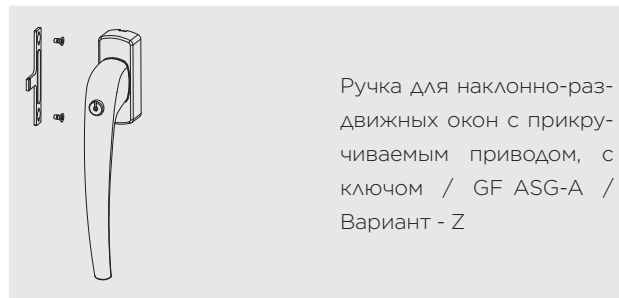 Ручка для наклонно-раз-
движных окон с прикру-
чиваемым приводом, с
ключом / GF ASG-A /
Вариант - Z